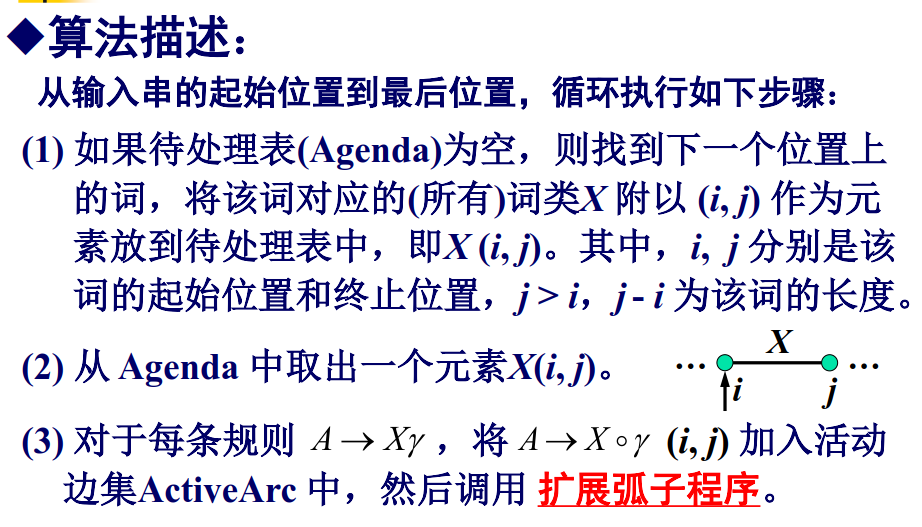 ◆算法描述：
从输入串的起始位置到最后位置，循环执行如下步骤：
(1) 如果待处理表(Agenda)为空，则找到下一个位置上
的词，将该词对应的(所有)词类X 附以 (i, j) 作为元
素放到待处理表中，即X (i, j)。其中，i, j 分别是该
词的起始位置和终止位置，j > i，j - i 为该词的长度。
(2) 从 Agenda 中取出一个元素X(i, j)。
… X …
i j
(3) 对于每条规则 A → Xγ ，将 A → X ∘ γ (i, j) 加入活动
边集ActiveArc 中，然后调用 扩展弧子程序。